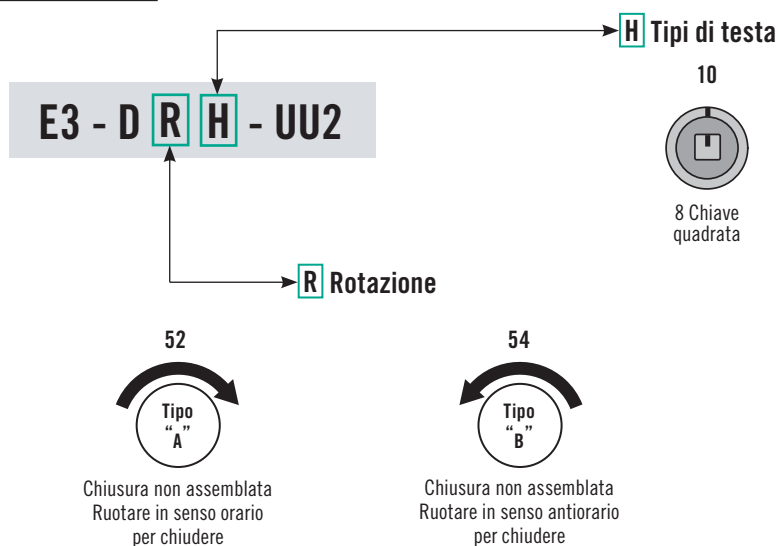 H Tipi di testa
10
E3 - D R H - UU2
8 Chiave
quadrata
R Rotazione
52
Tipo
“A”
Chiusura non assemblata
Ruotare in senso orario
per chiudere
54
Tipo
“B”
Chiusura non assemblata
Ruotare in senso antiorario
per chiudere